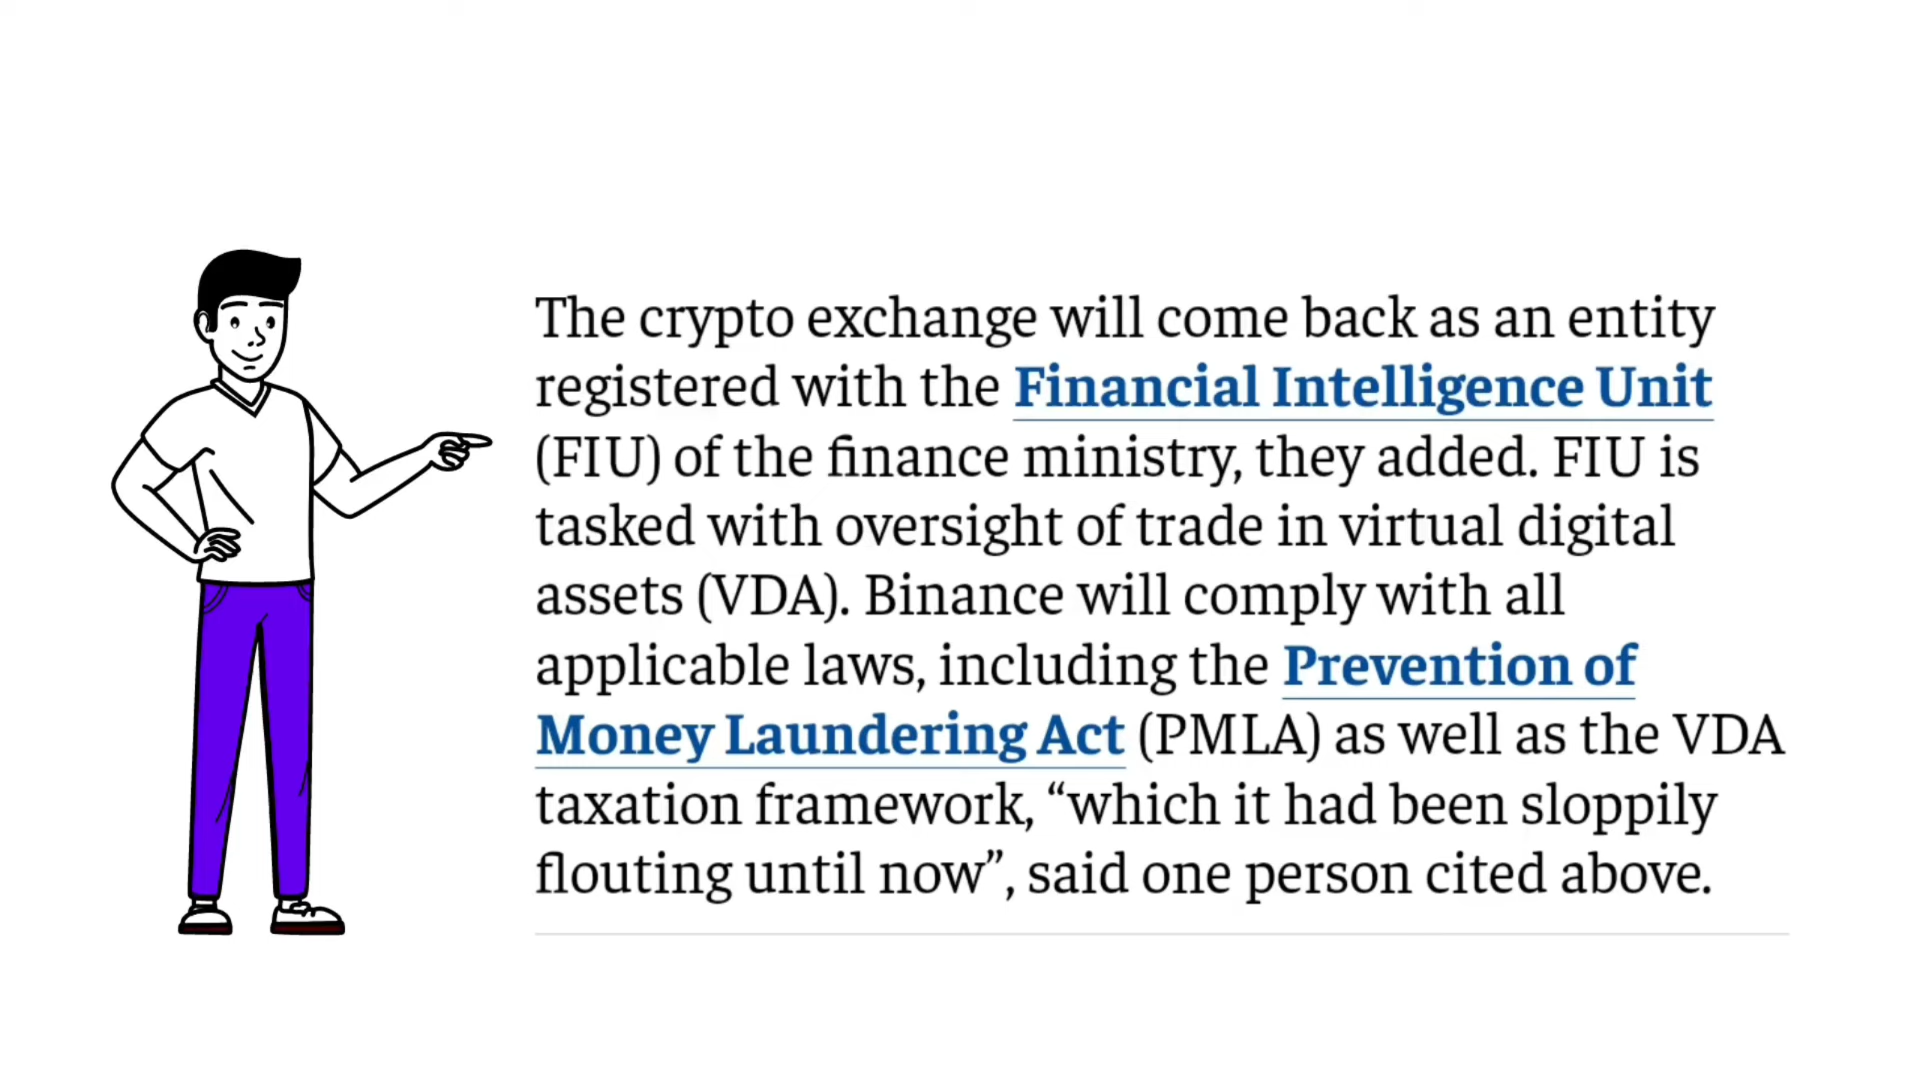 The crypto exchange will come back as an entity
registered with the Financial Intelligence Unit
(FIU) of the finance ministry, they added. FIU is
tasked with oversight of trade in virtual digital
assets (VDA). Binance will comply with all
applicable laws, including the Prevention of
Money Laundering Act (PMLA) as well as the VDA
taxation framework, “which it had been sloppily
flouting until now”, said one person cited above.